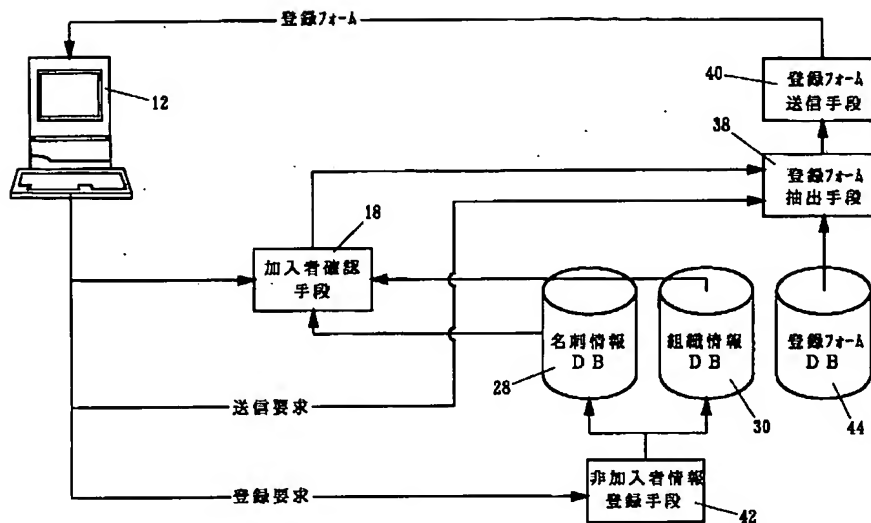 登録フォーム
40
登録フォーム
送信手段
12
38
登録フォーム
抽出手段
18
加入者確認
手段
名刺情報
DB
組織情報
DB
登録フォーム
DB
28
30
44
送信要求
非加入者情報
登録手段
登録要求
42